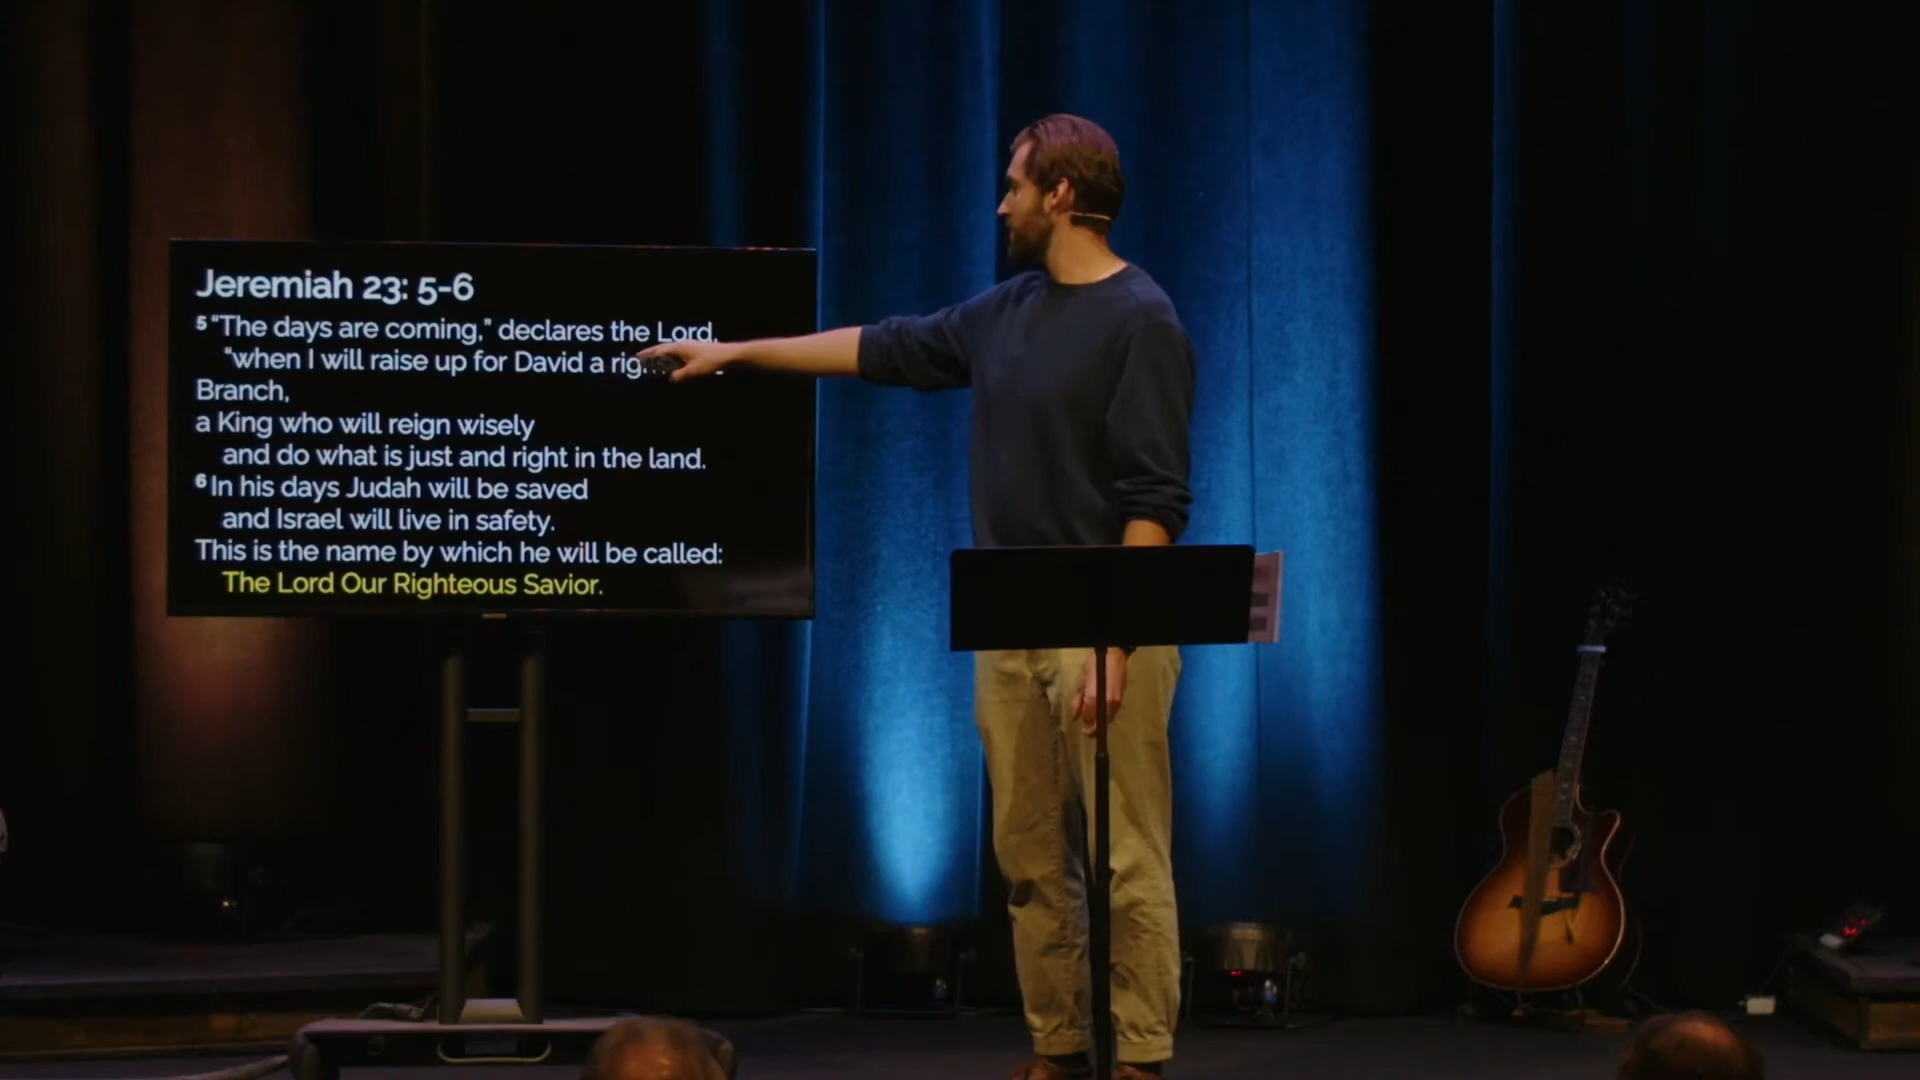 Jeremiah 23: 5-6
5 “The days are coming,” declares the Lord,
“when I will raise up for David a
Branch,
a King who will reign wisely
and do what is just and right in the land.
6 In his days Judah will be saved
and Israel will live in safety.
This is the name by which he will be called:
The Lord Our Righteous Savior.